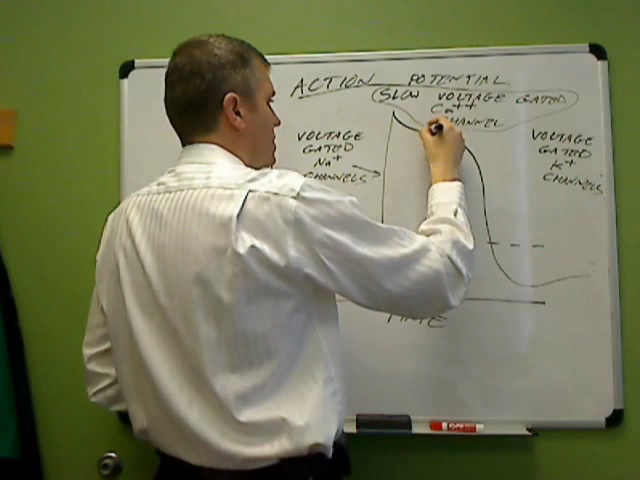 ACTION POTENTIAL
SLOW VOLTAGE GATED
Ca++
CHANNEL
VOLTAGE
GATED
Na+
CHANNELS
VOLTAGE
GATED
K+
CHANNELS
TIME